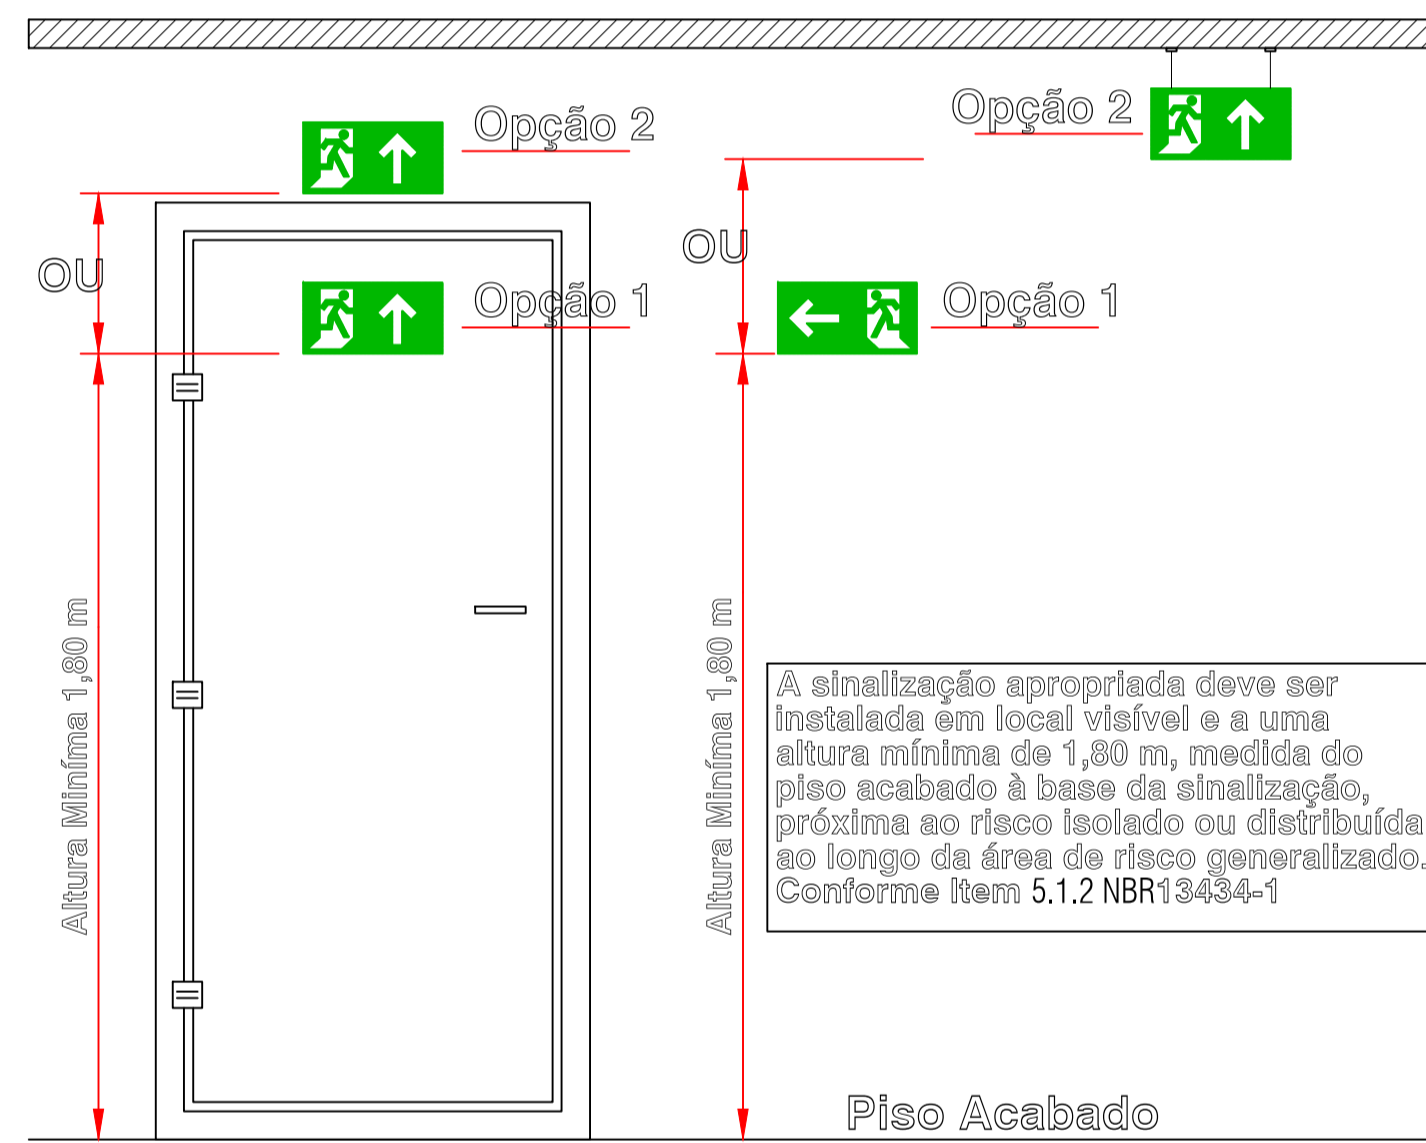 Opção 2
OU
Opção 1
Altura Miníma 1,80 m
Opção 2
OU
Opção 1
Altura Miníma 1,80 m
A sinalização apropriada deve ser
instalada em local visível e a uma
altura mínima de 1,80 m, medida do
piso acabado à base da sinalização,
próxima ao risco isolado ou distribuída
ao longo da área de risco generalizado.
Conforme Item 5.1.2 NBR13434-1
Piso Acabado